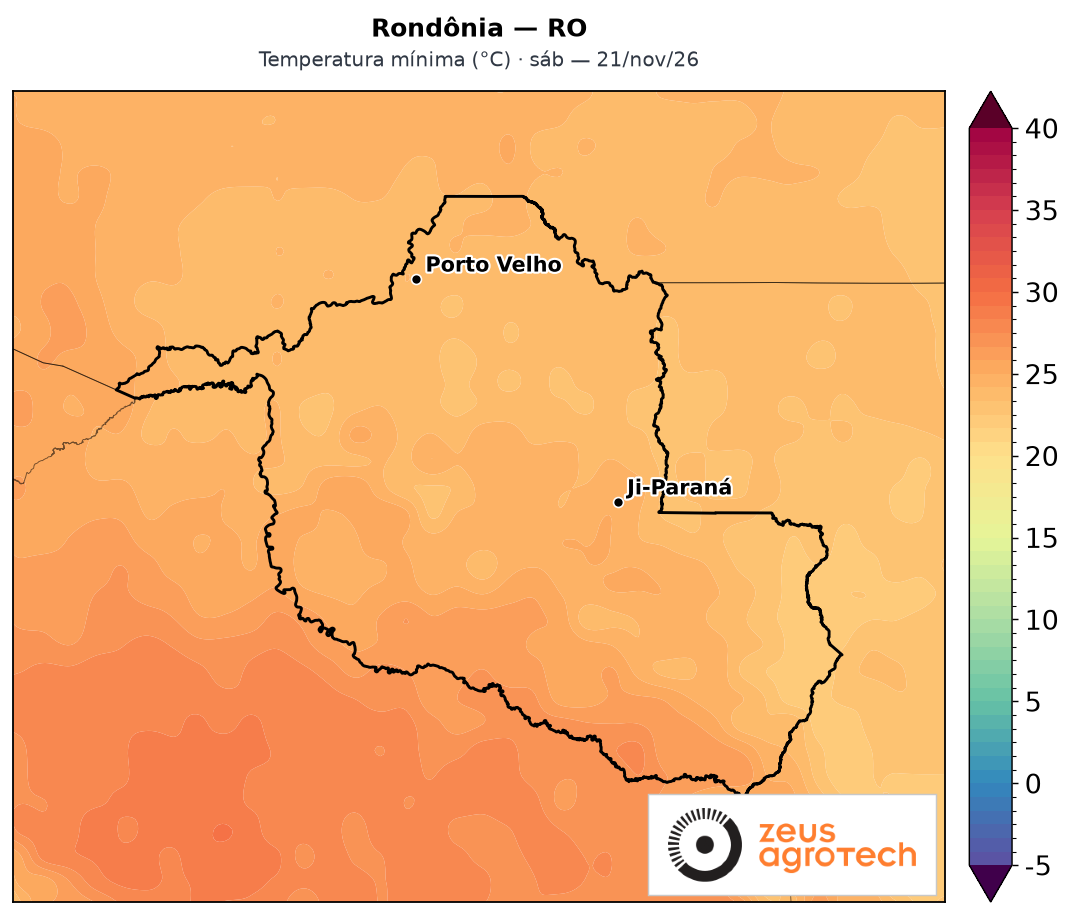 Rondônia — RO
Temperatura mínima (°C) · sáb — 21/nov/26
Porto Velho
Ji-Paraná
40
35
30
25
20
15
10
5
0
-5
zeus
agrotech